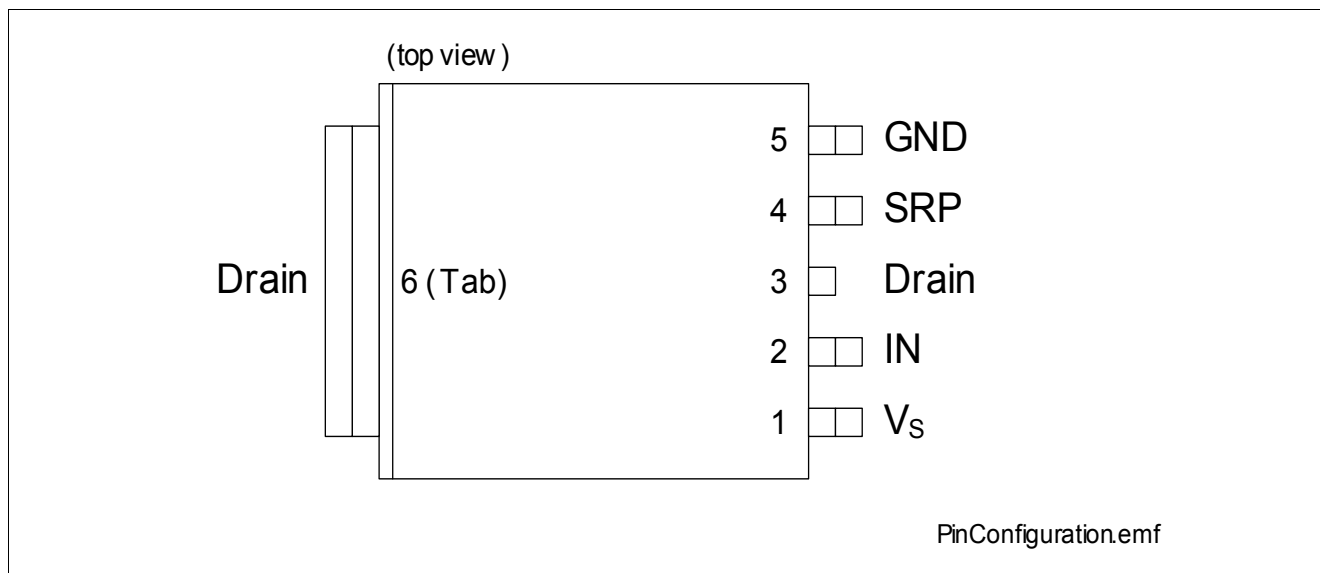 (top view)
5 GND
4 SRP
Drain 6 (Tab) 3 Drain
2 IN
1 VS
PinConfiguration.emf